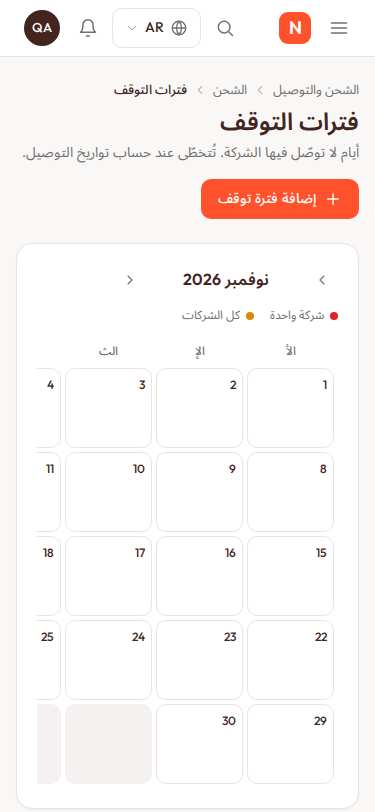 N AR QA
الشحن والتوصيل الشحن فترات التوقف
فترات التوقف
أيام لا توصّل فيها الشركة. تُتخطّى عند حساب تواريخ التوصيل.
إضافة فترة توقف
نوفمبر 2026
شركة واحدة كل الشركات
الأ الإ الث
1 2 3 4
8 9 10 11
15 16 17 18
22 23 24 25
29 30